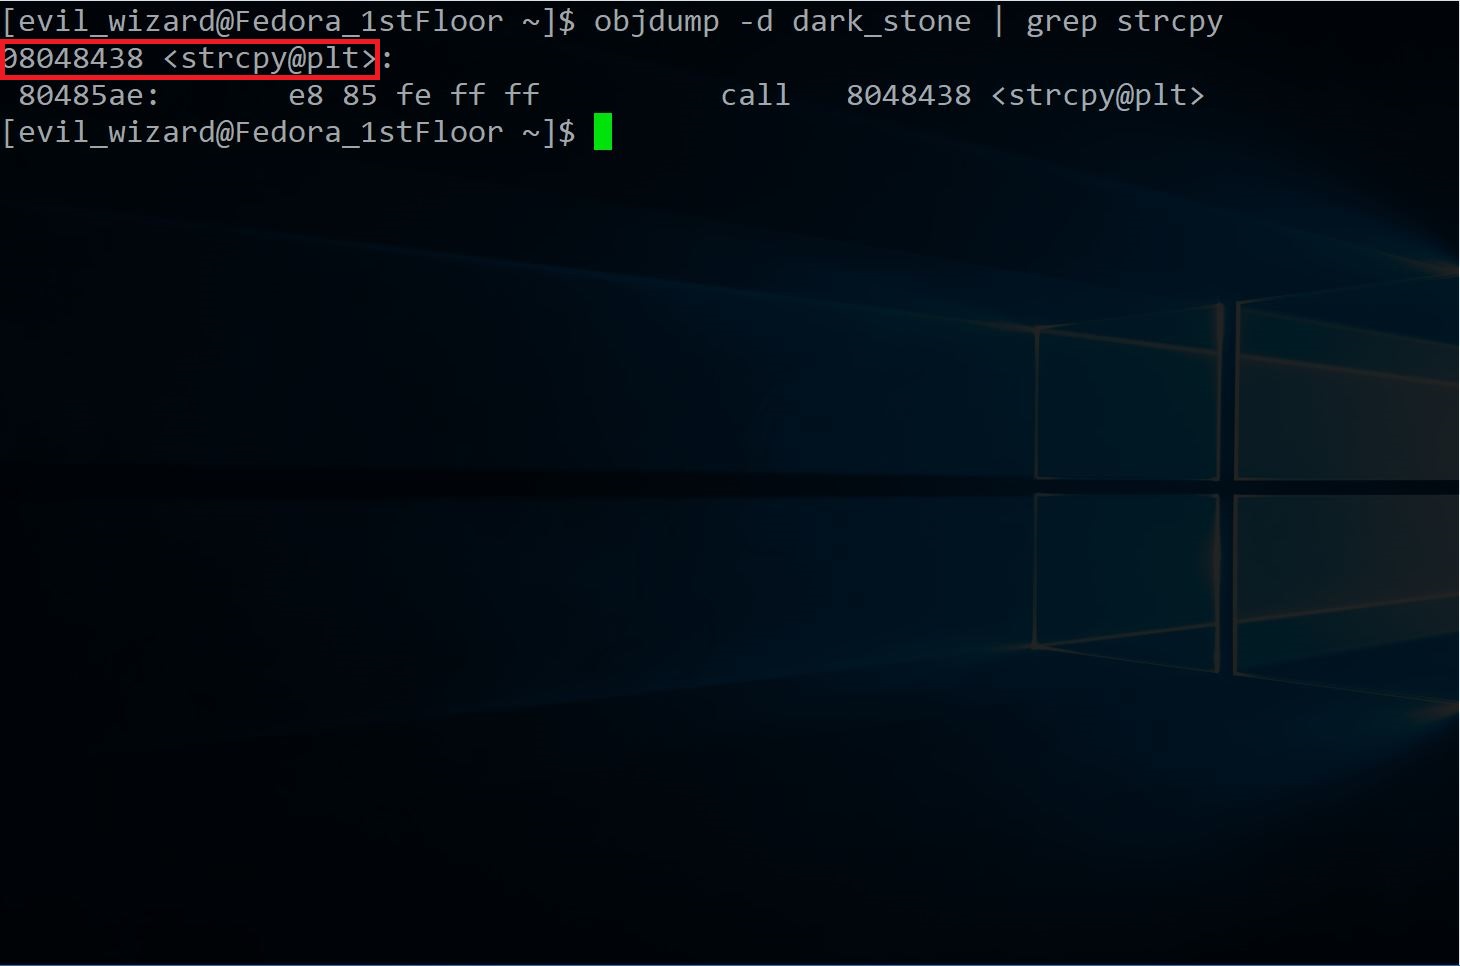 [evil_wizard@Fedora_1stFloor ~]$ objdump -d dark_stone | grep strcpy
08048438 <strcpy@plt>:
 80485ae:       e8 85 fe ff ff          call   8048438 <strcpy@plt>
[evil_wizard@Fedora_1stFloor ~]$